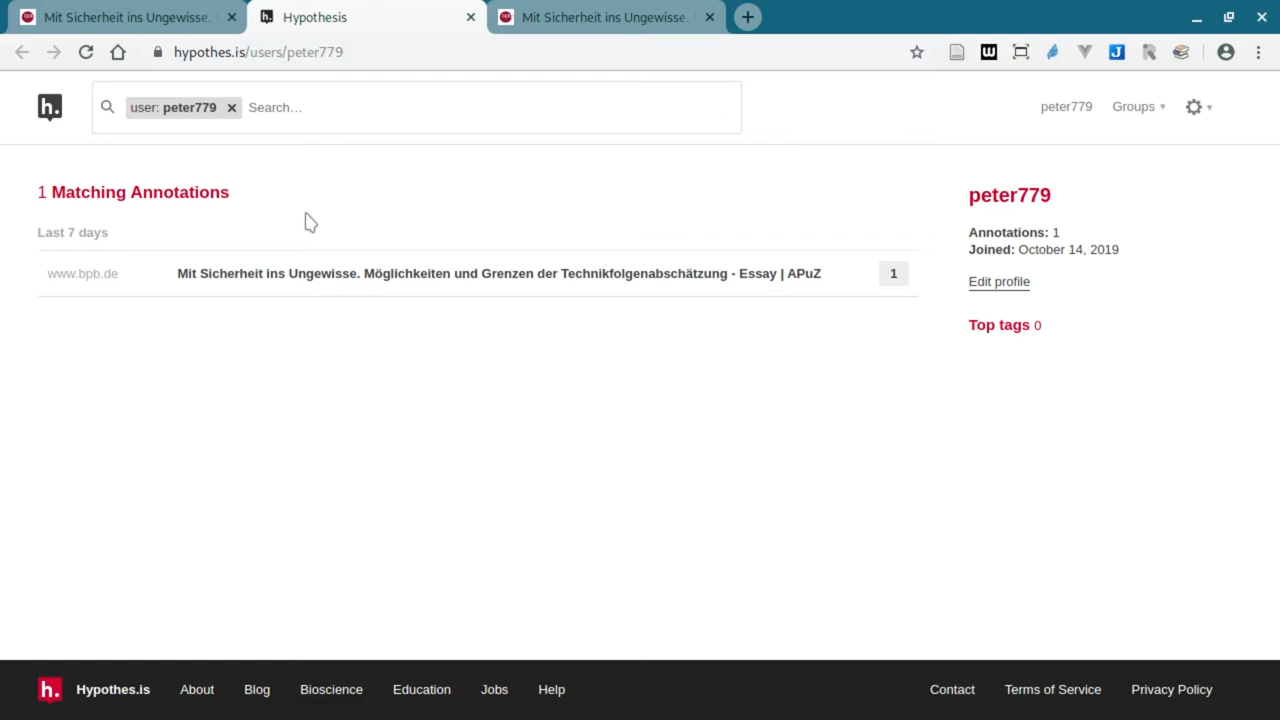 Mit Sicherheit ins Ungewisse.
Hypothesis
Mit Sicherheit ins Ungewisse.
hypothes.is/users/peter779
h.
user: peter779
Search…
peter779
Groups
1 Matching Annotations
Last 7 days
www.bpb.de
Mit Sicherheit ins Ungewisse. Möglichkeiten und Grenzen der Technikfolgenabschätzung - Essay | APuZ
1
peter779
Annotations: 1
Joined: October 14, 2019
Edit profile
Top tags 0
h.
Hypothes.is
About
Blog
Bioscience
Education
Jobs
Help
Contact
Terms of Service
Privacy Policy